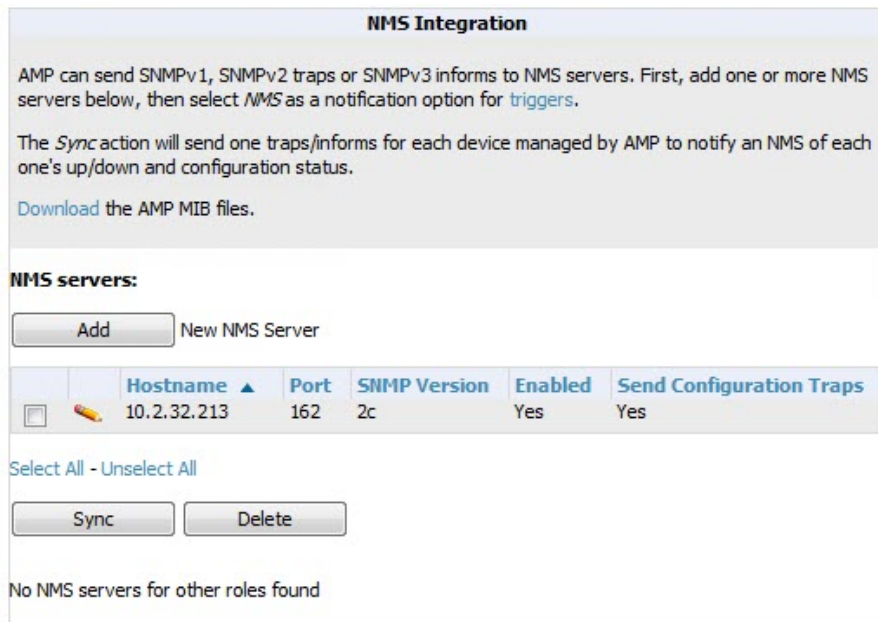 NMS Integration
AMP can send SNMPv1, SNMPv2 traps or SNMPv3 informs to NMS servers. First, add one or more NMS
servers below, then select NMS as a notification option for triggers.
The Sync action will send one traps/informs for each device managed by AMP to notify an NMS of each
one's up/down and configuration status.
Download the AMP MIB files.
NMS servers:
Add New NMS Server
Hostname ▲ Port SNMP Version Enabled Send Configuration Traps
10.2.32.213 162 2c Yes Yes
Select All - Unselect All
Sync Delete
No NMS servers for other roles found